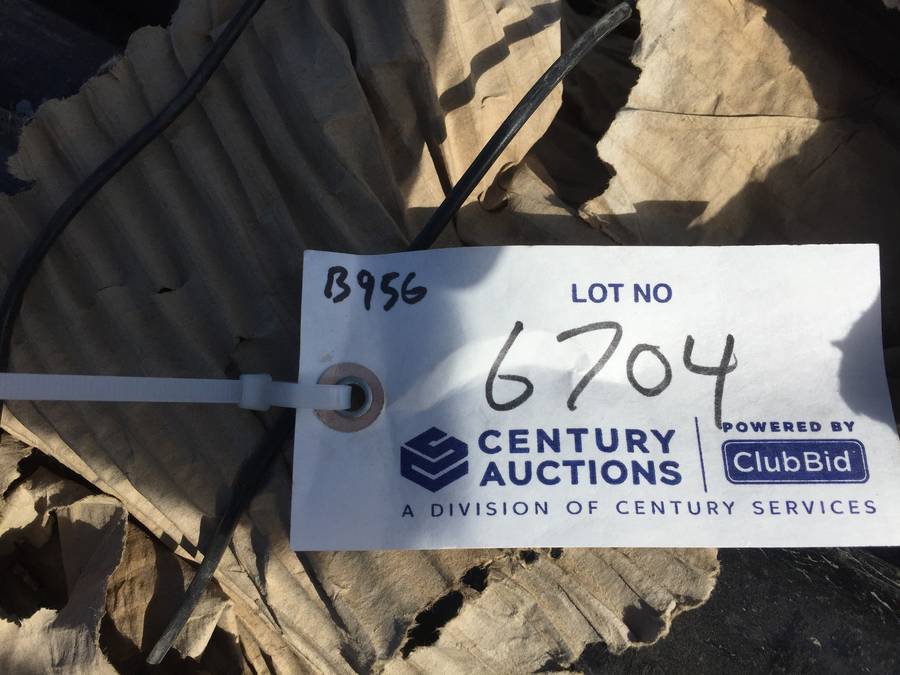 B956
LOT NO
6704
CENTURY
AUCTIONS
POWERED BY
ClubBid
A DIVISION OF CENTURY SERVICES